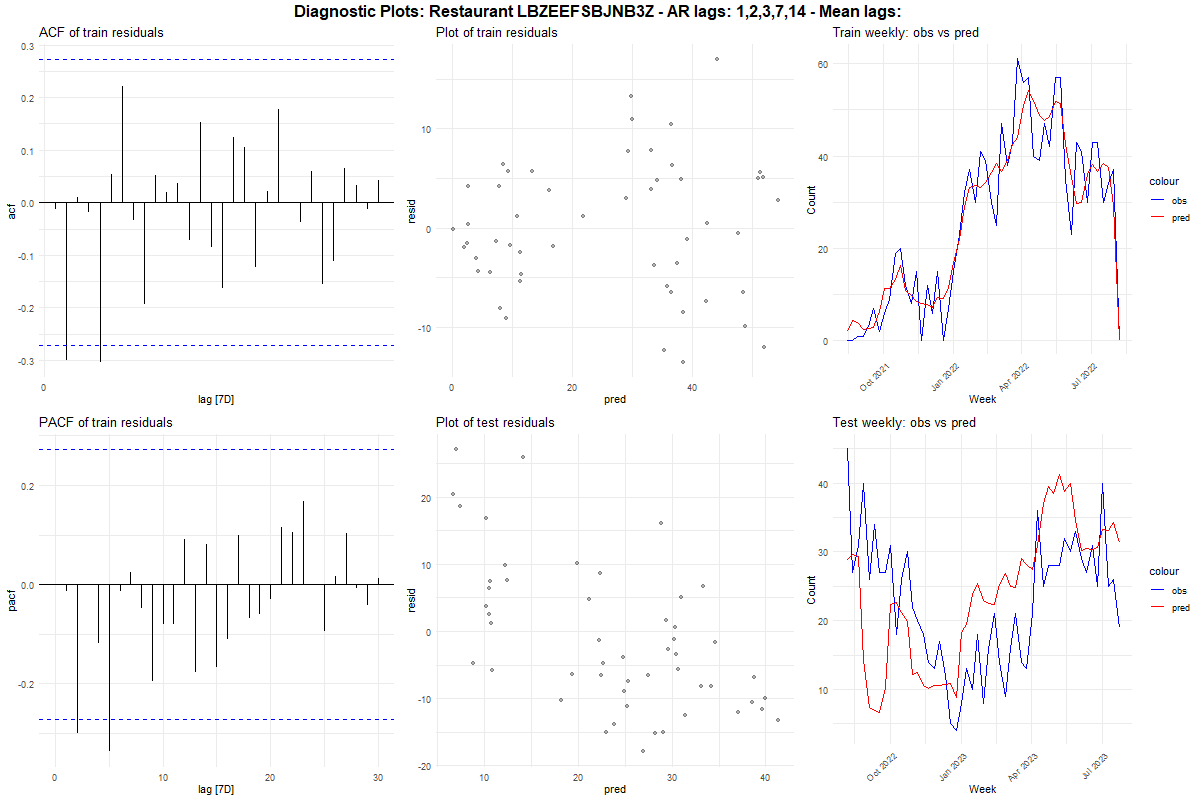 Diagnostic Plots: Restaurant LBZEEFSBJNB3Z - AR lags: 1,2,3,7,14 - Mean lags:
ACF of train residuals
0.3
0.2
0.1
0.0
-0.1
-0.2
-0.3
acf
0
lag [7D]
Plot of train residuals
10
0
-10
resid
0
20
40
pred
Train weekly: obs vs pred
60
40
20
0
Count
Oct 2021
Jan 2022
Apr 2022
Jul 2022
Week
colour
obs
pred
PACF of train residuals
0.2
0.0
-0.2
pacf
0
10
20
30
lag [7D]
Plot of test residuals
20
10
0
-10
-20
resid
10
20
30
40
pred
Test weekly: obs vs pred
40
30
20
10
Count
Oct 2022
Jan 2023
Apr 2023
Jul 2023
Week
colour
obs
pred